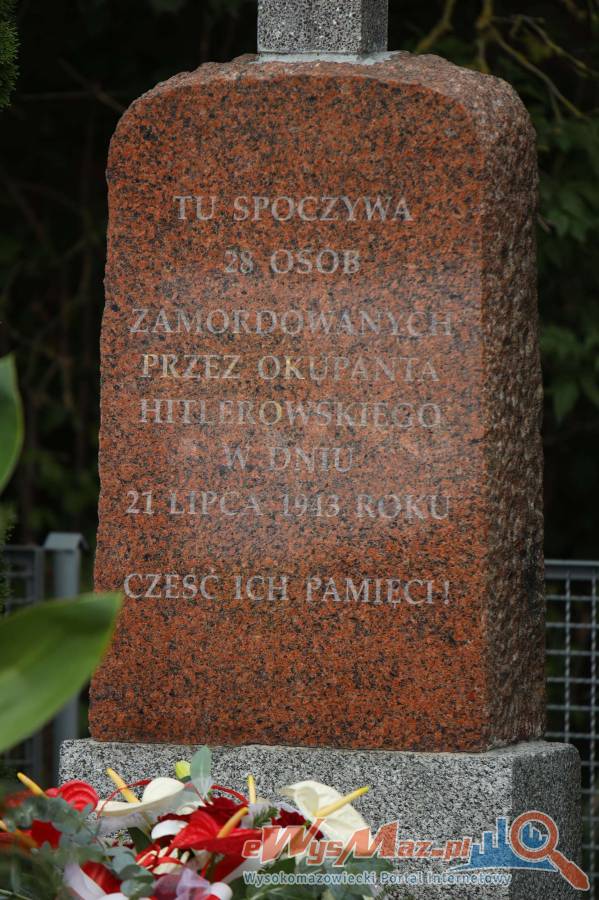 TU SPOCZYWA
28 OSÓB
ZAMORDOWANYCH
PRZEZ OKUPANTA
HITLEROWSKIEGO
W DNIU
21 LIPCA 1943 ROKU
CZEŚĆ ICH PAMIĘCI!
eWysMaz.pl
Wysokomazowiecki Portal Internetowy